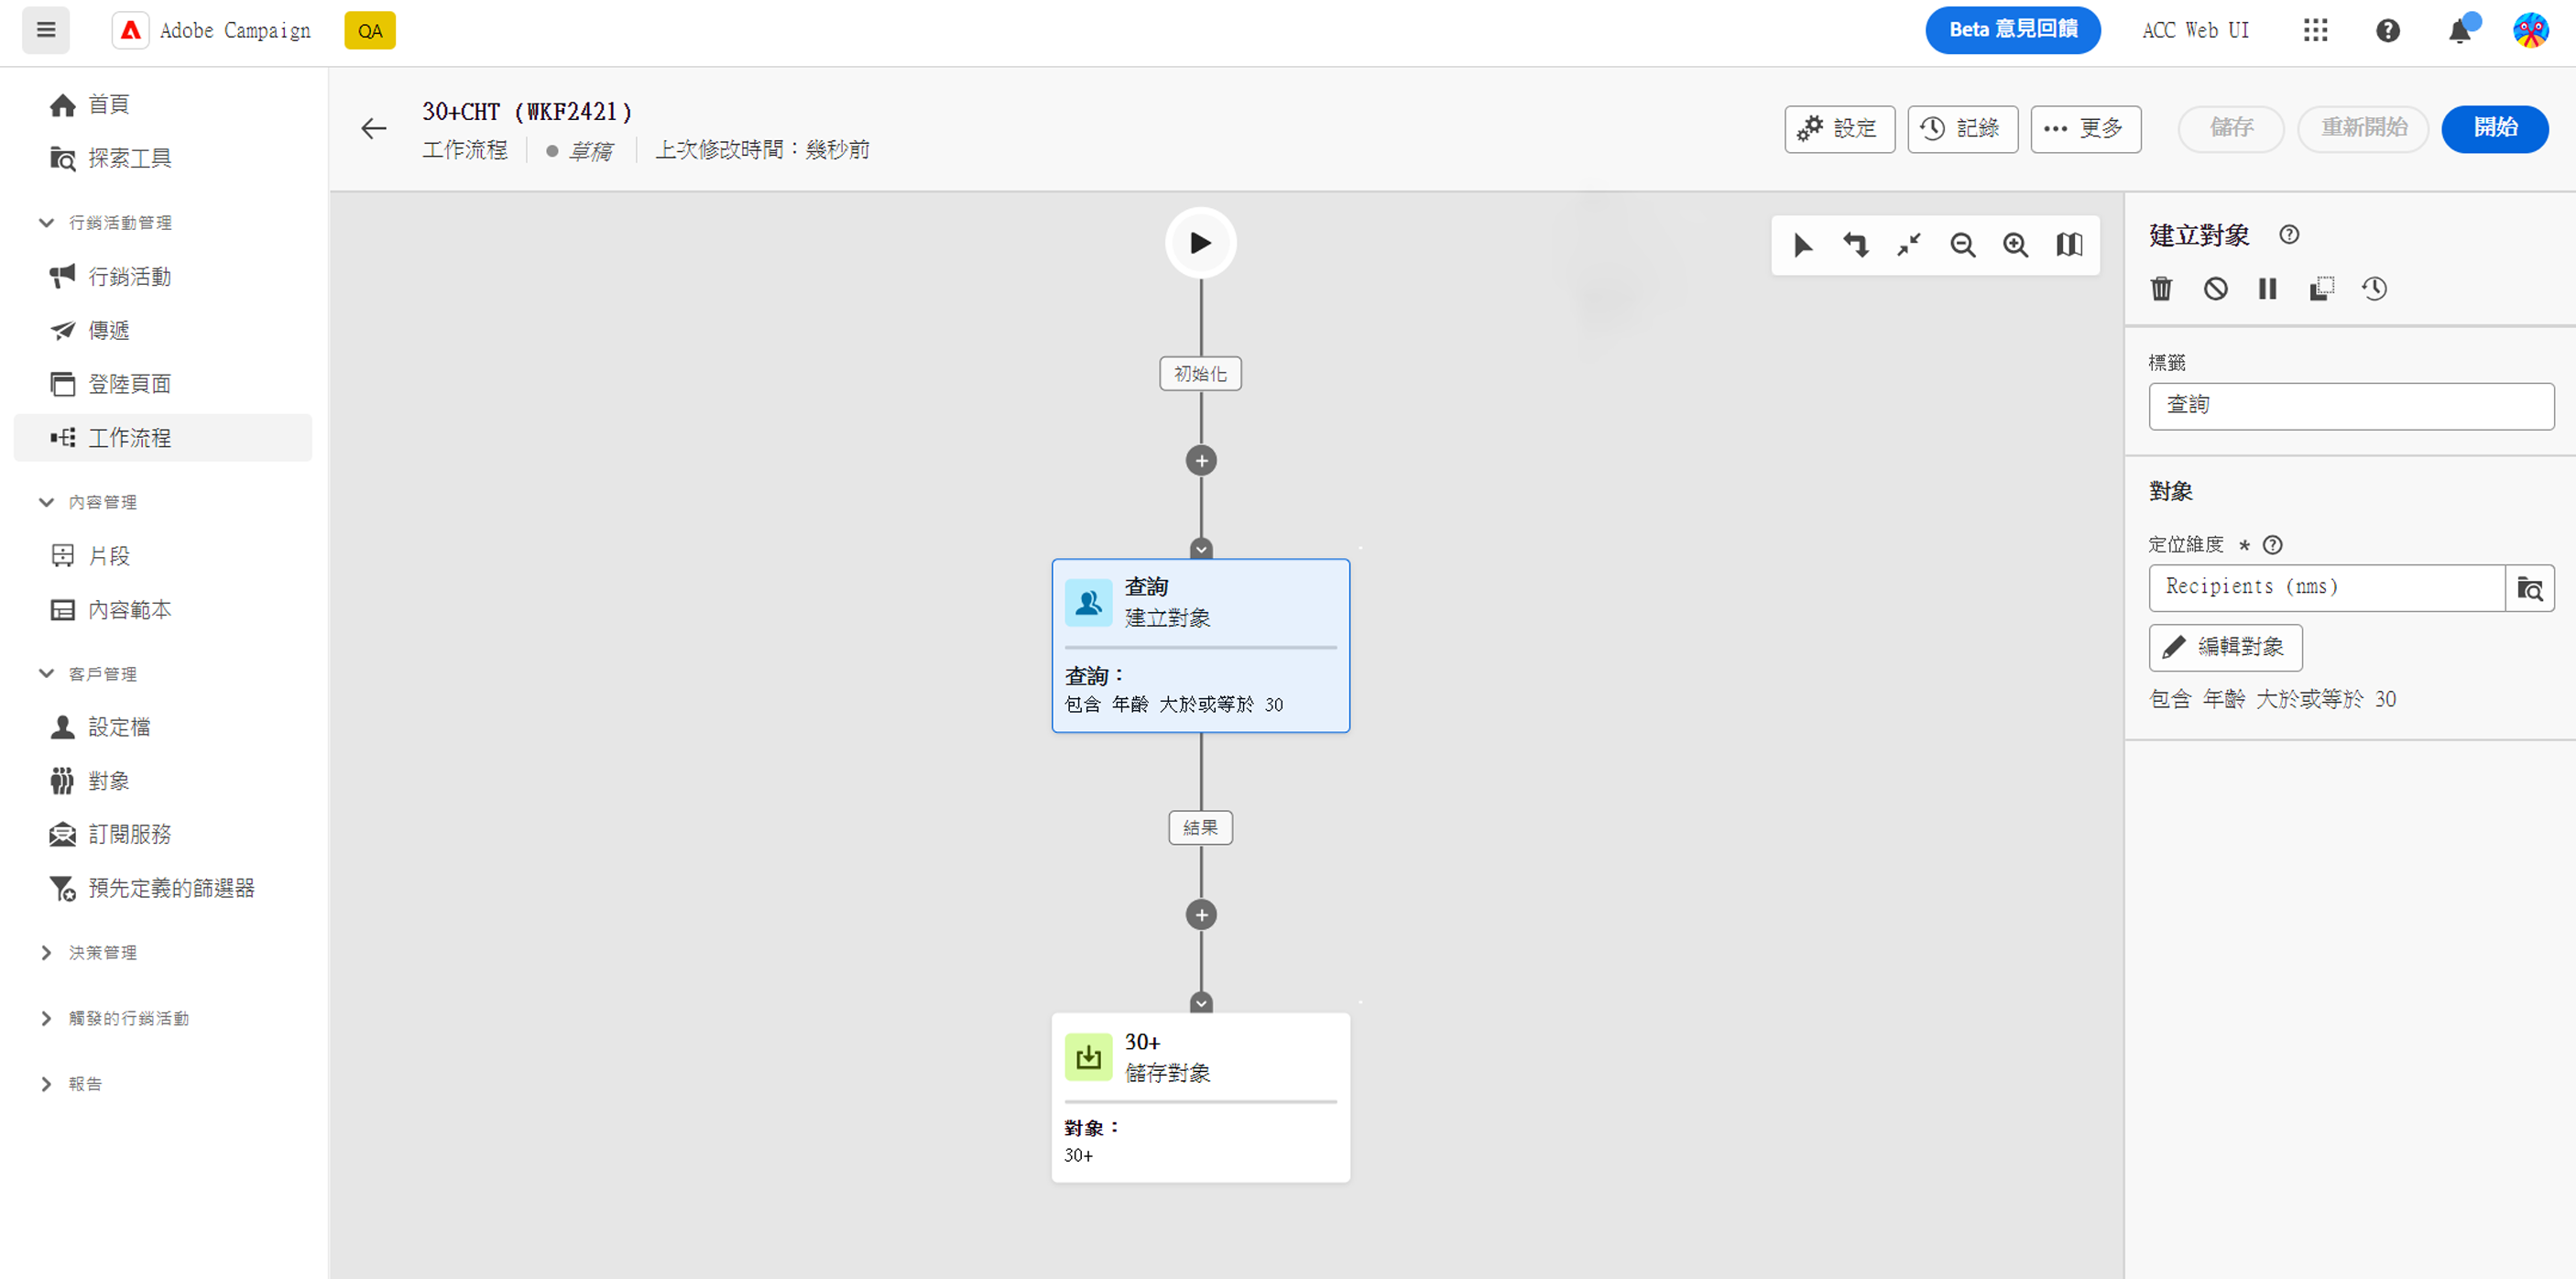 Adobe Campaign
QA
Beta 意見回饋
ACC Web UI
首頁
探索工具
行銷活動管理
行銷活動
傳遞
登陸頁面
工作流程
內容管理
片段
內容範本
客戶管理
設定檔
對象
訂閱服務
預先定義的篩選器
決策管理
觸發的行銷活動
報告
30+CHT (WKF2421)
工作流程
草稿
上次修改時間：幾秒前
設定
記錄
更多
儲存
重新開始
開始
初始化
查詢
建立對象
查詢：
包含 年齡 大於或等於 30
結果
30+
儲存對象
對象：
30+
建立對象
標籤
查詢
對象
定位維度 *
Recipients (nms)
編輯對象
包含 年齡 大於或等於 30